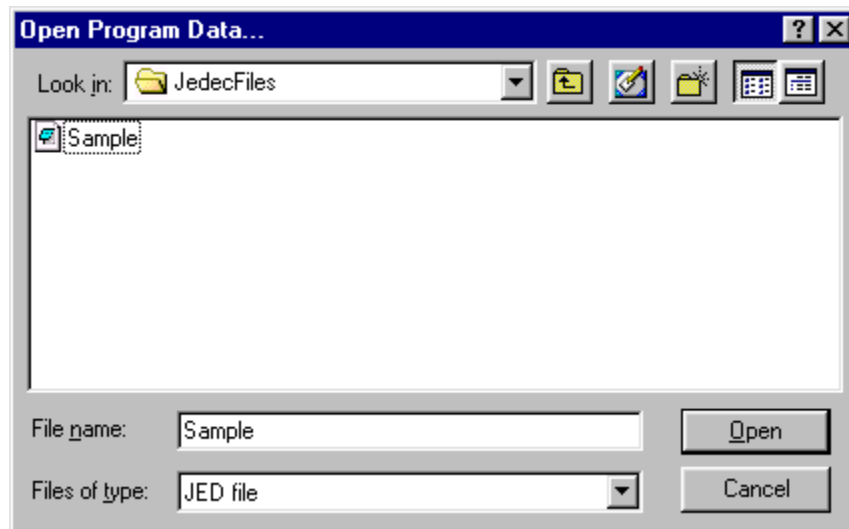 Open Program Data...
Look in: JedecFiles
Sample
File name: Sample Open
Files of type: JED file Cancel